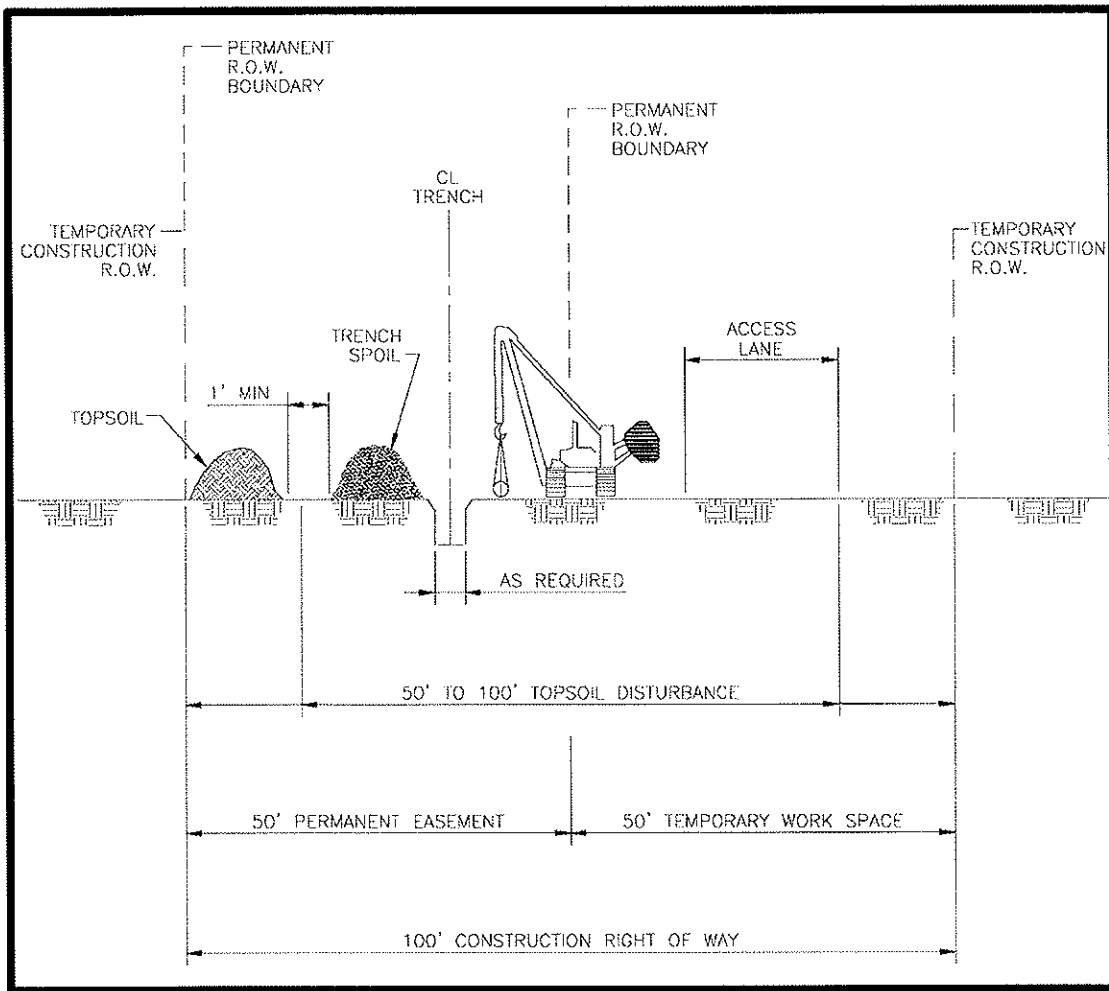 PERMANENT
R.O.W.
BOUNDARY
PERMANENT
R.O.W.
BOUNDARY
CL
TRENCH
TEMPORARY
CONSTRUCTION
R.O.W.
TEMPORARY
CONSTRUCTION
R.O.W.
TRENCH
SPOIL
ACCESS
LANE
1' MIN
TOPSOIL
AS REQUIRED
50' TO 100' TOPSOIL DISTURBANCE
50' PERMANENT EASEMENT
50' TEMPORARY WORK SPACE
100' CONSTRUCTION RIGHT OF WAY